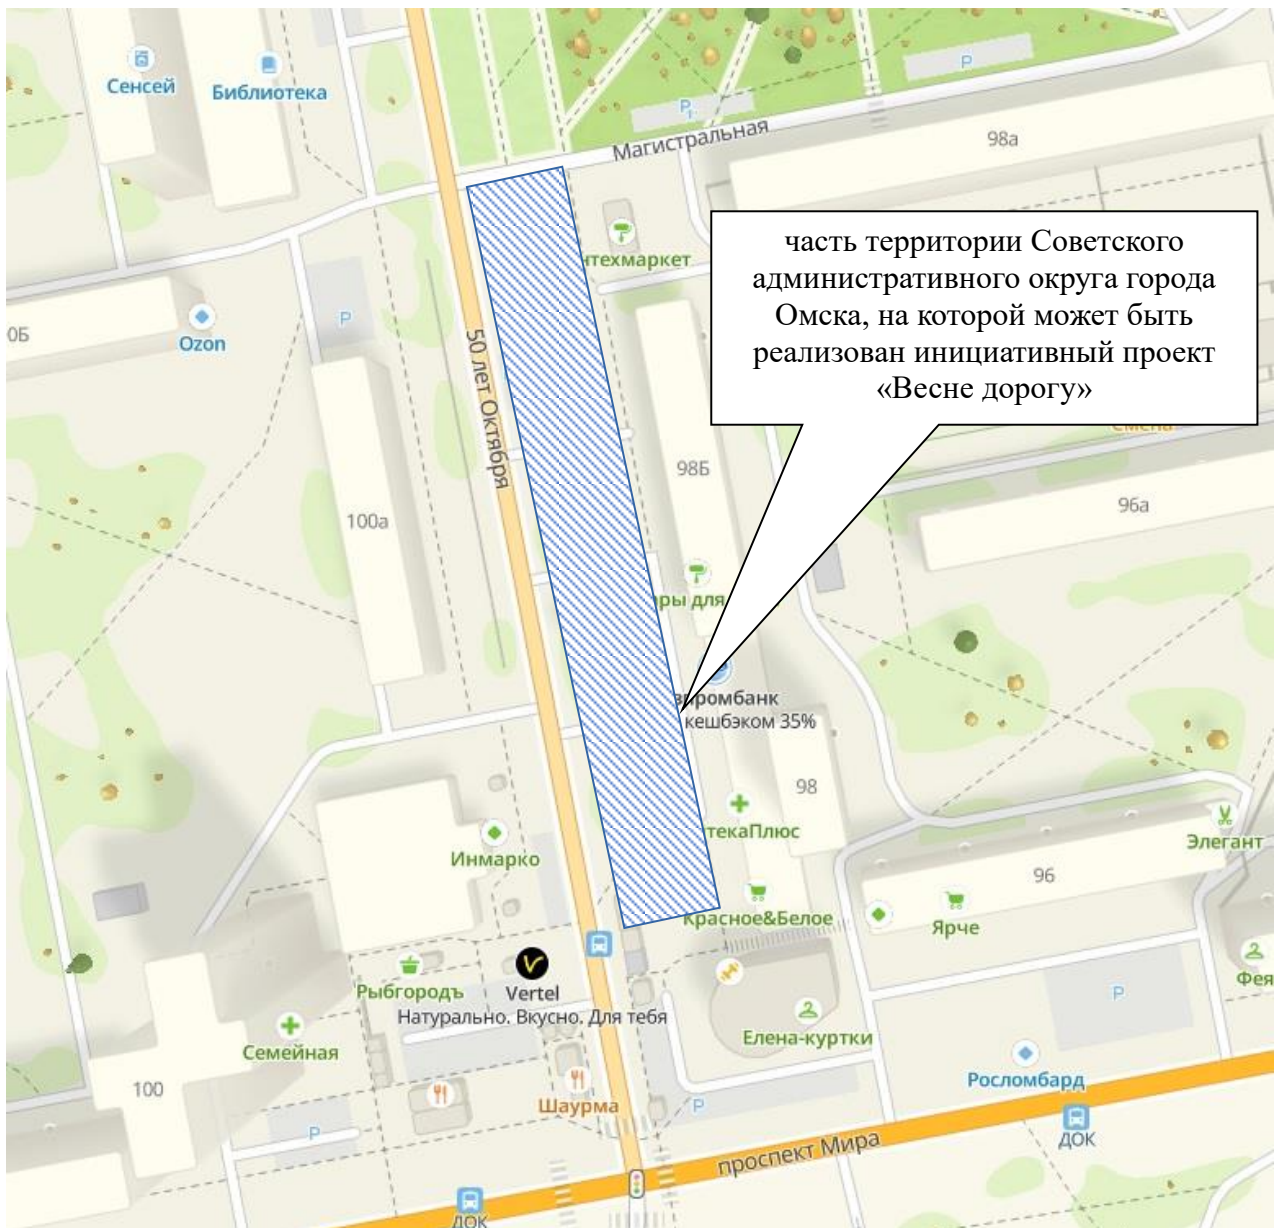 Сенсей
Библиотека
P
P
Магистральная
98а
нтехмаркет
часть территории Советского
административного округа города
Омска, на которой может быть
реализован инициативный проект
«Весне дорогу»
P
0Б
Ozon
50 лет Октября
98Б
96а
100а
ры для
промбанк
кешбэком 35%
98
текаПлюс
Элегант
Инмарко
96
Красное&Белое
Ярче
Рыбгородъ
Vertel
Натурально. Вкусно. Для тебя
Фея
P
Семейная
Елена-куртки
100
Росломбард
Шаурма
P
P
ДОК
проспект Мира
ДОК